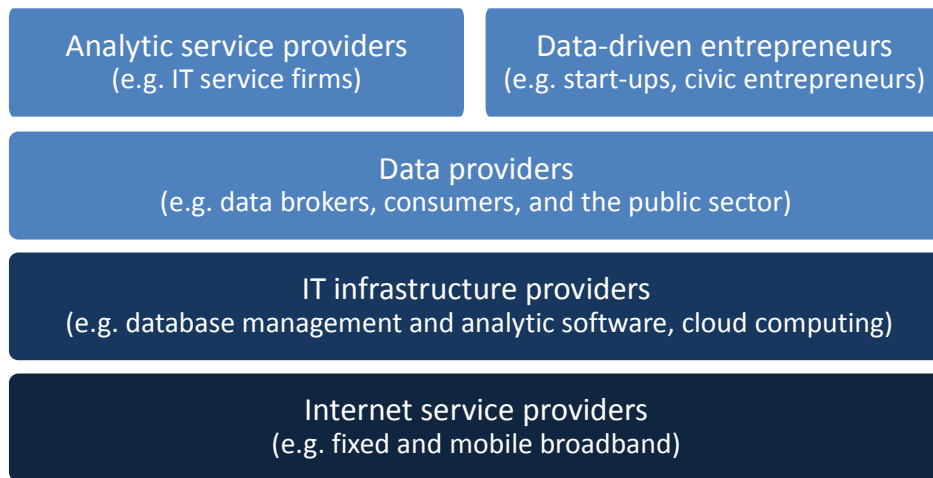 Analytic service providers
(e.g. IT service firms)
Data-driven entrepreneurs
(e.g. start-ups, civic entrepreneurs)
Data providers
(e.g. data brokers, consumers, and the public sector)
IT infrastructure providers
(e.g. database management and analytic software, cloud computing)
Internet service providers
(e.g. fixed and mobile broadband)